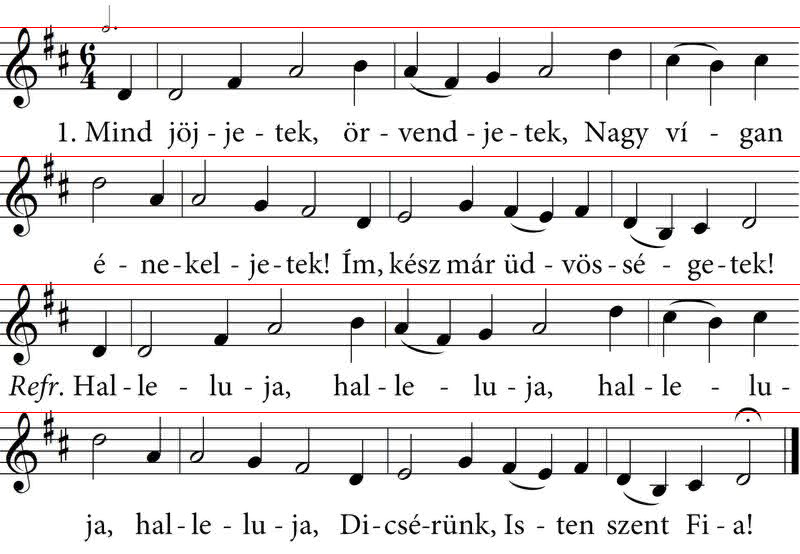 6
4
1. Mind jöj - je - tek, ör - vend - je - tek, Nagy ví - gan
é - ne - kel - je - tek! Ím, kész már üd - vös - sé - ge - tek!
Refr. Hal - le - lu - ja, hal - le - lu - ja, hal - le - lu -
ja, hal - le - lu - ja, Di - csé - rünk, Is - ten szent Fi - a!